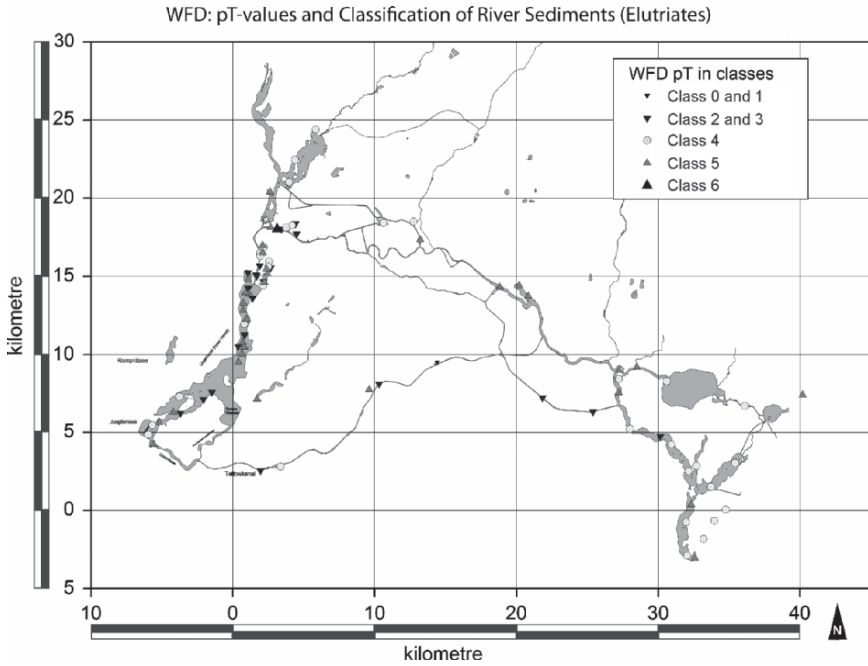 WFD: pT-values and Classification of River Sediments (Elutriates)
30
25
20
15
10
5
0
5
kilometre
WFD pT in classes
Class 0 and 1
Class 2 and 3
Class 4
Class 5
Class 6
Krampnitzsee
Jungfernsee
Teltowkanal
10
0
10
20
30
40
kilometre
N